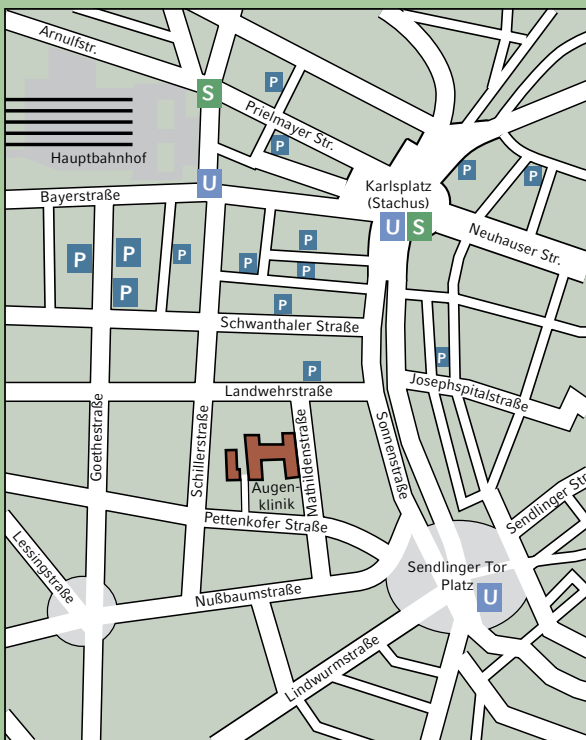 Arnulfstr.
S
P
Prielmayer Str.
P
Hauptbahnhof
P
P
U
Karlsplatz
(Stachus)
Bayerstraße
U S
Neuhauser Str.
P
P
P
P
P
P
P
P
P
Schwanthaler Straße
P
P
Landwehrstraße
Josephspitalstraße
Goethestraße
Schillerstraße
Mathildenstraße
Sonnenstraße
Augen-
klinik
Pettenkofer Straße
Sendlinger Str
Lessingstraße
Sendlinger Tor
Platz
U
Nußbaumstraße
Lindwurmstraße